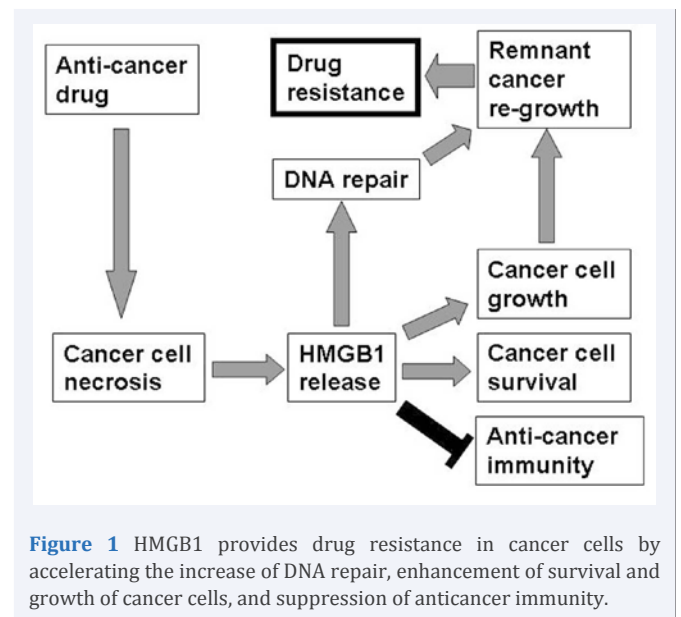 Anti-cancer
drug
Drug
resistance
Remnant
cancer
re-growth
DNA repair
Cancer cell
growth
Cancer cell
necrosis
HMGB1
release
Cancer cell
survival
Anti-cancer
immunity
Figure 1 HMGB1 provides drug resistance in cancer cells by
accelerating the increase of DNA repair, enhancement of survival and
growth of cancer cells, and suppression of anticancer immunity.